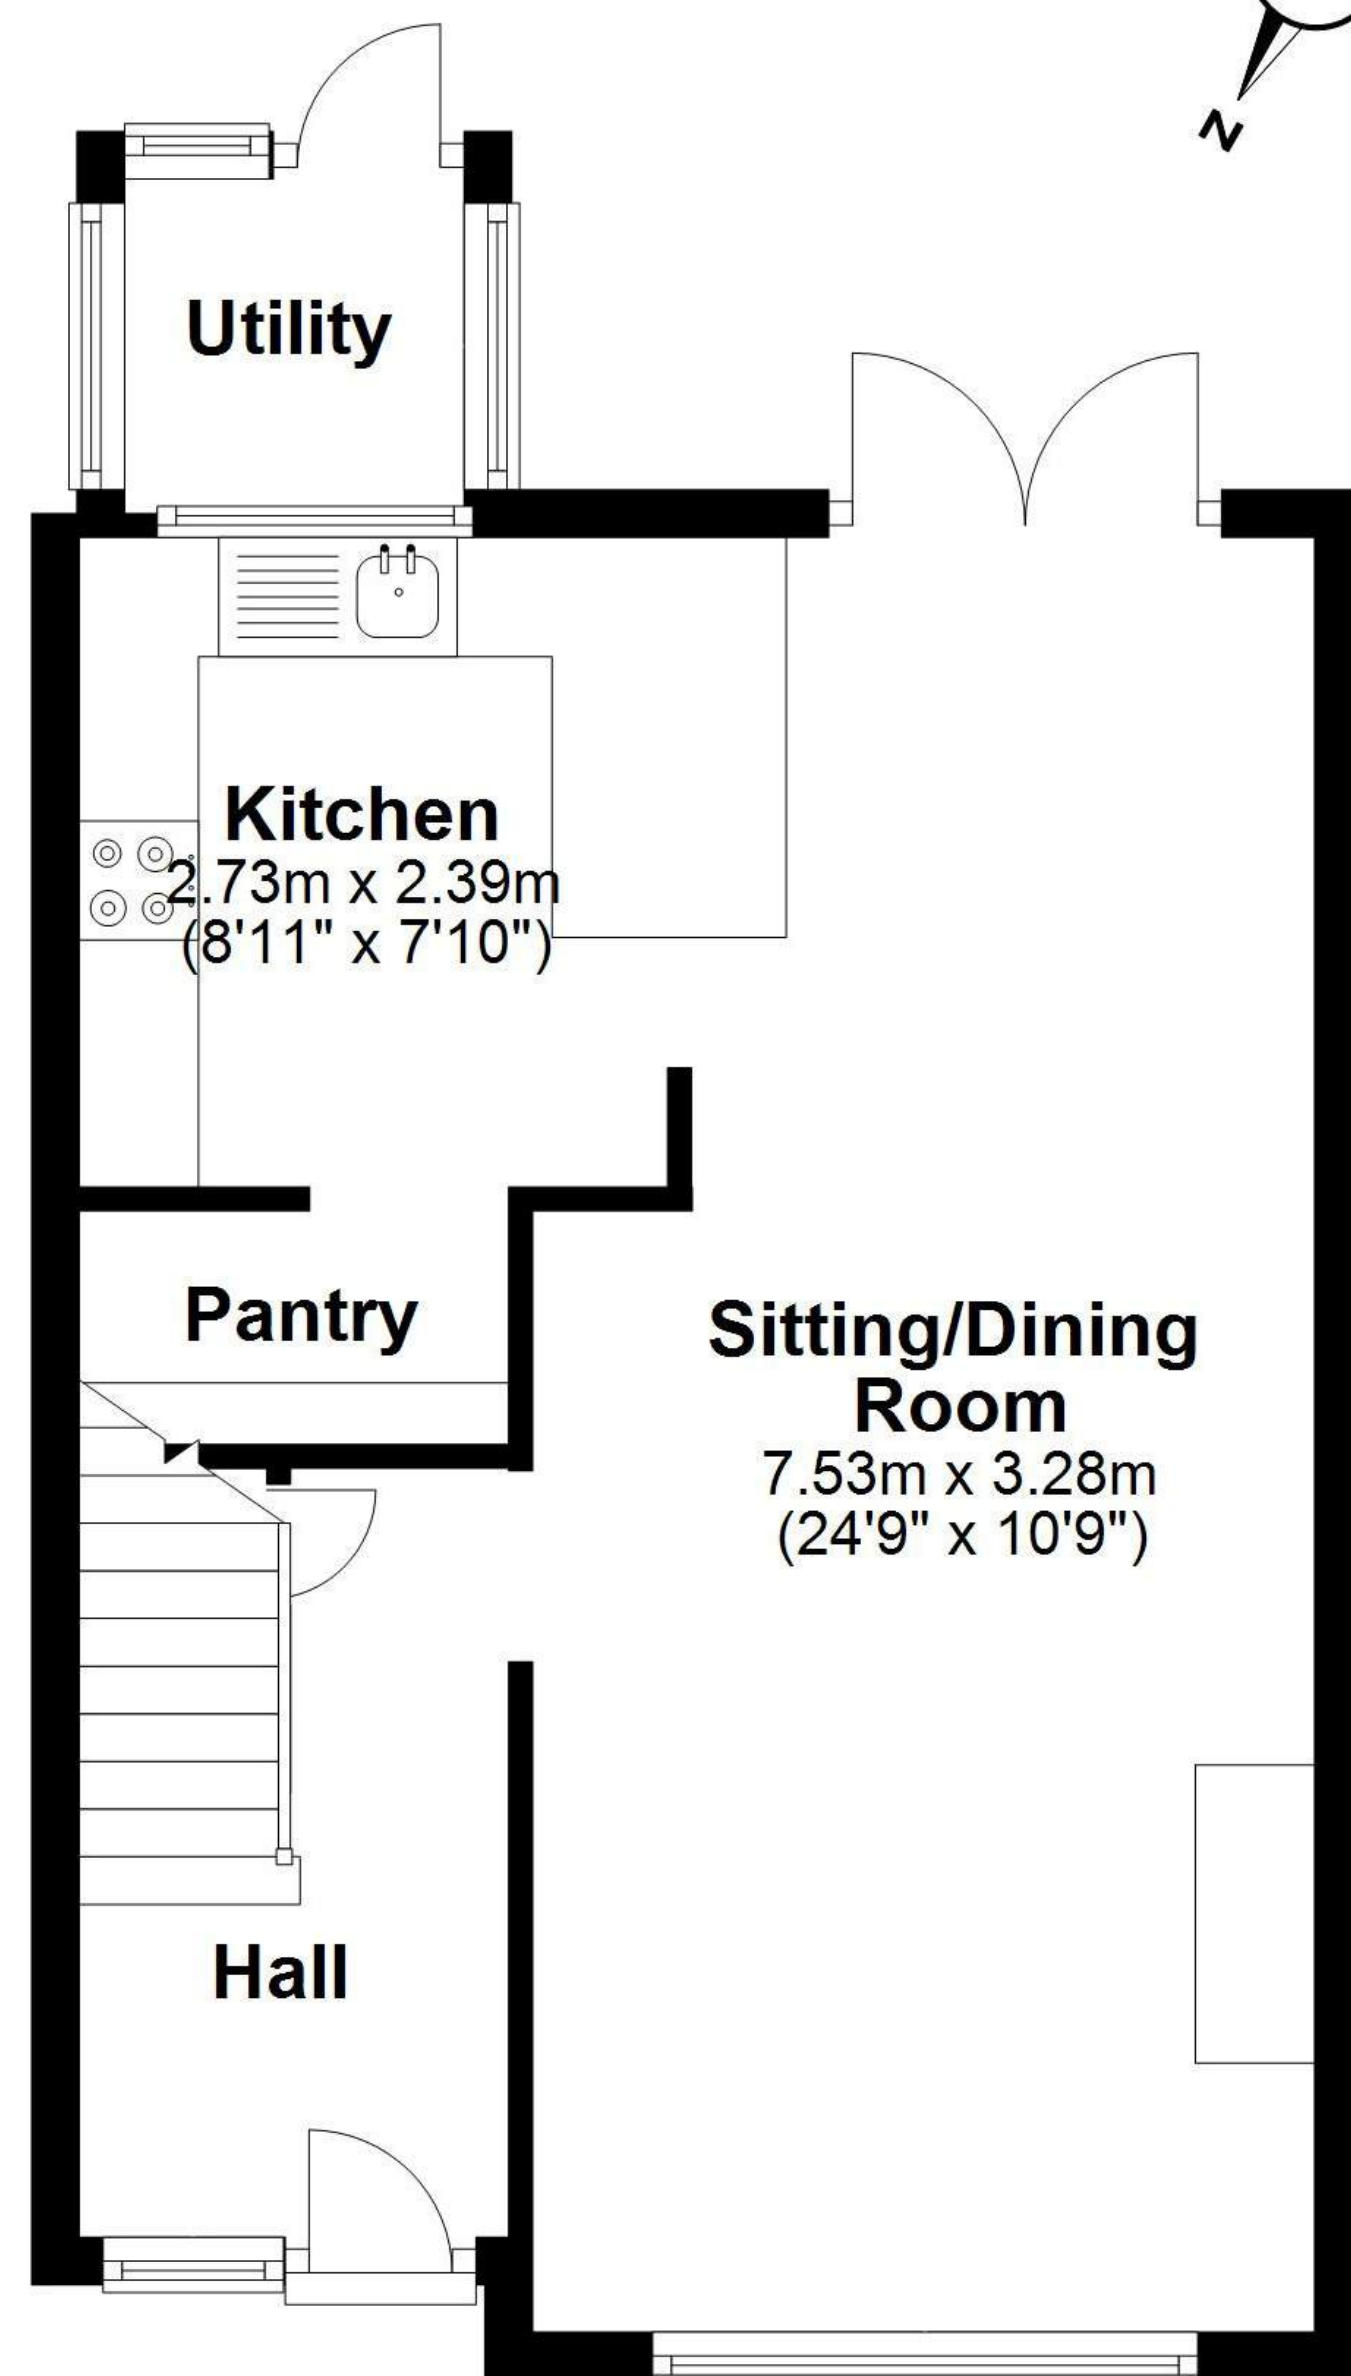 N
Utility
Kitchen
2.73m x 2.39m
(8'11" x 7'10")
Pantry
Sitting/Dining
Room
7.53m x 3.28m
(24'9" x 10'9")
Hall